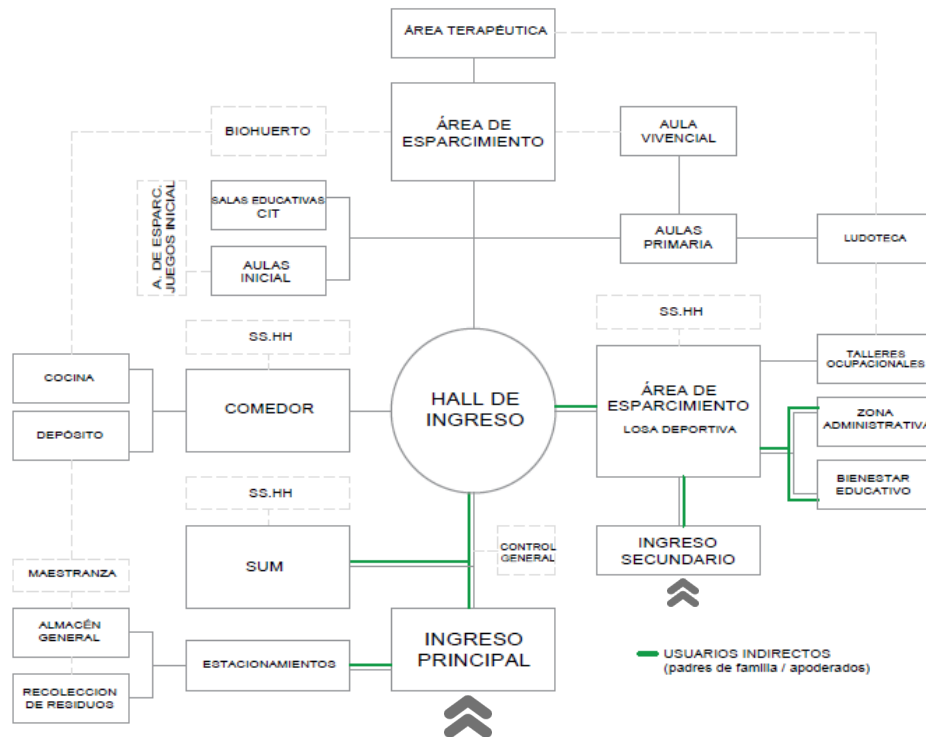 ÁREA TERAPÉUTICA
BIOHUERTO
ÁREA DE
ESPARCIMIENTO
AULA
VIVENCIAL
A. DE ESPARC.
JUEGOS INICIAL
SALAS EDUCATIVAS
CIT
AULAS
INICIAL
AULAS
PRIMARIA
LUDOTECA
SS.HH
SS.HH
COCINA
DEPÓSITO
COMEDOR
HALL DE
INGRESO
ÁREA DE
ESPARCIMIENTO
LOSA DEPORTIVA
TALLERES
OCUPACIONALES
ZONA
ADMINISTRATIVA
BIENESTAR
EDUCATIVO
SS.HH
SUM
CONTROL
GENERAL
INGRESO
SECUNDARIO
MAESTRANZA
ALMACÉN
GENERAL
RECOLECCION
DE RESIDUOS
ESTACIONAMIENTOS
INGRESO
PRINCIPAL
USUARIOS INDIRECTOS
(padres de familia / apoderados)